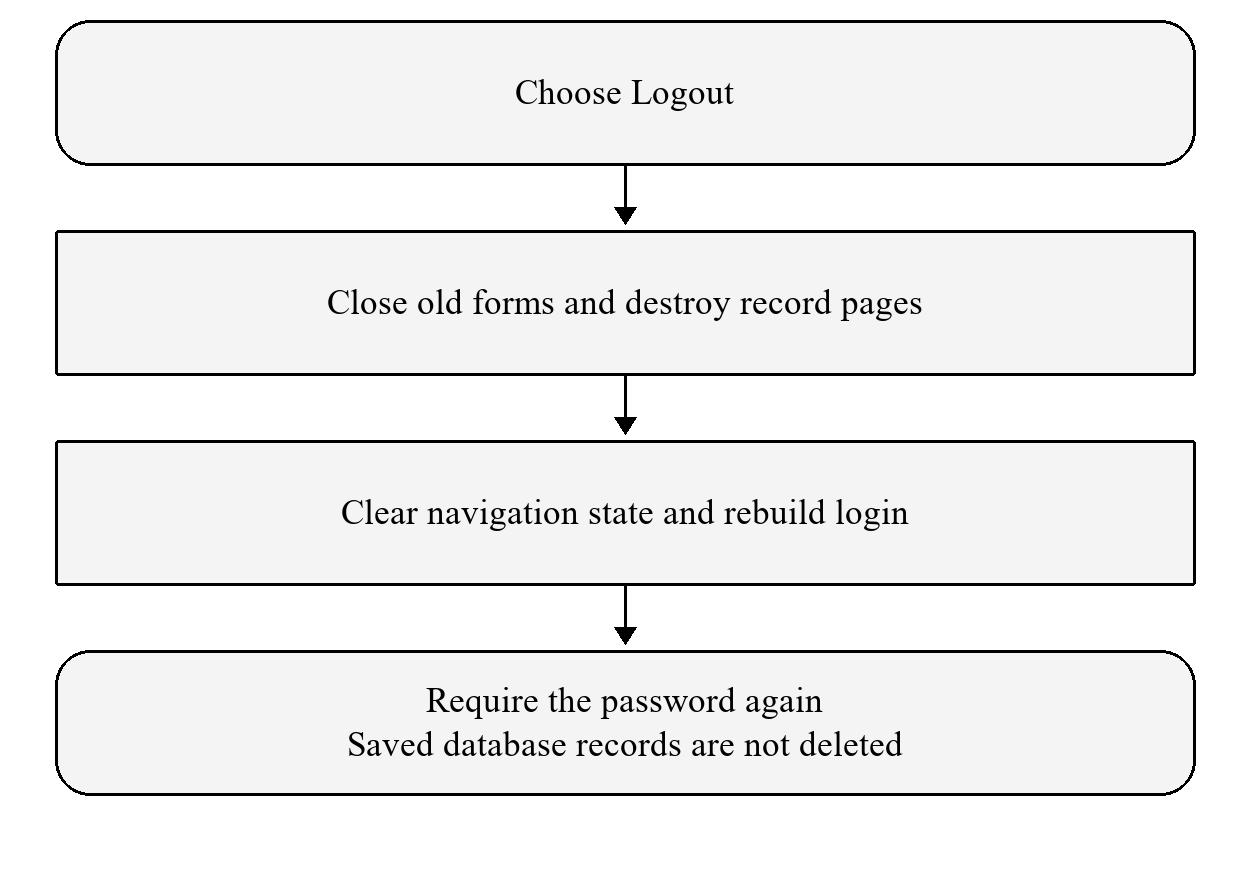 Choose Logout
Close old forms and destroy record pages
Clear navigation state and rebuild login
Require the password again
Saved database records are not deleted